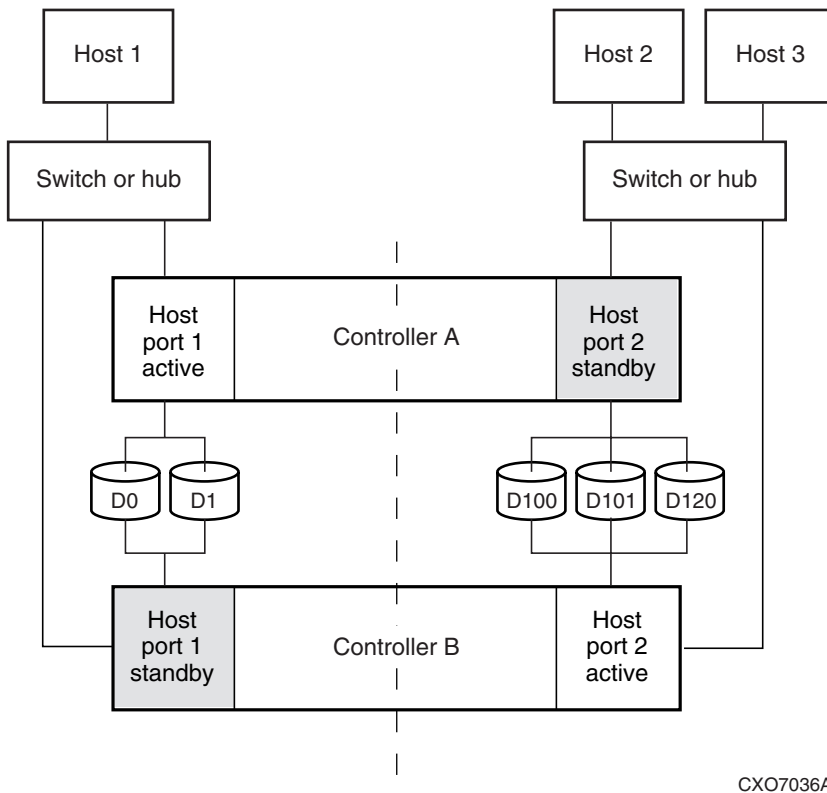 Host 1
Host 2
Host 3
Switch or hub
Switch or hub
Host
port 1
active
Controller A
Host
port 2
standby
D0
D1
D100
D101
D120
Host
port 1
standby
Controller B
Host
port 2
active
CXO7036A